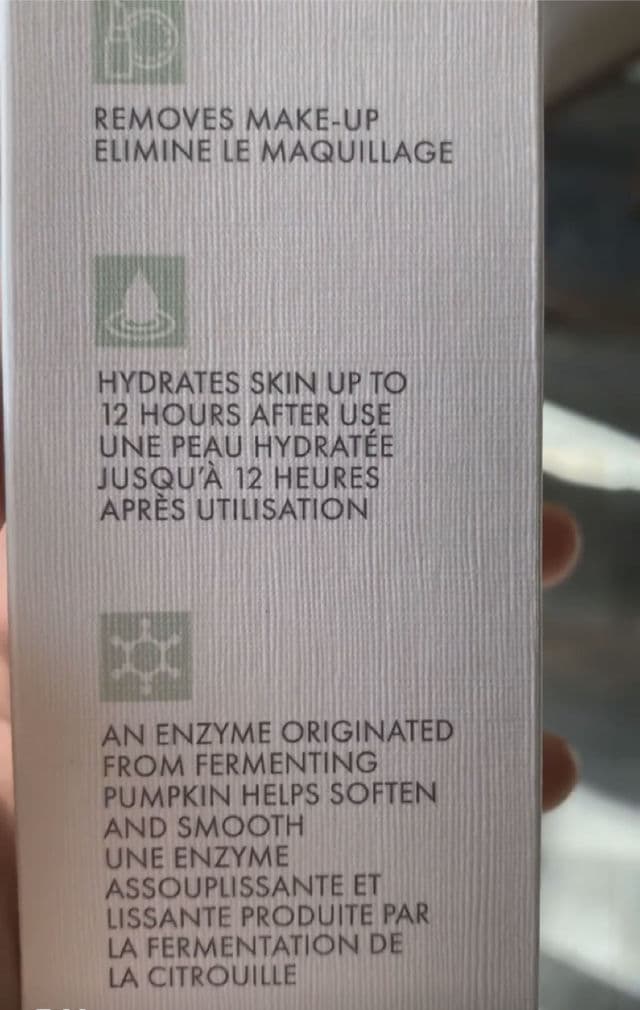 REMOVES MAKE-UP
ELIMINE LE MAQUILLAGE
HYDRATES SKIN UP TO
12 HOURS AFTER USE
UNE PEAU HYDRATÉE
JUSQU'À 12 HEURES
APRÈS UTILISATION
AN ENZYME ORIGINATED
FROM FERMENTING
PUMPKIN HELPS SOFTEN
AND SMOOTH
UNE ENZYME
ASSOUPLISSANTE ET
LISSANTE PRODUITE PAR
LA FERMENTATION DE
LA CITROUILLE